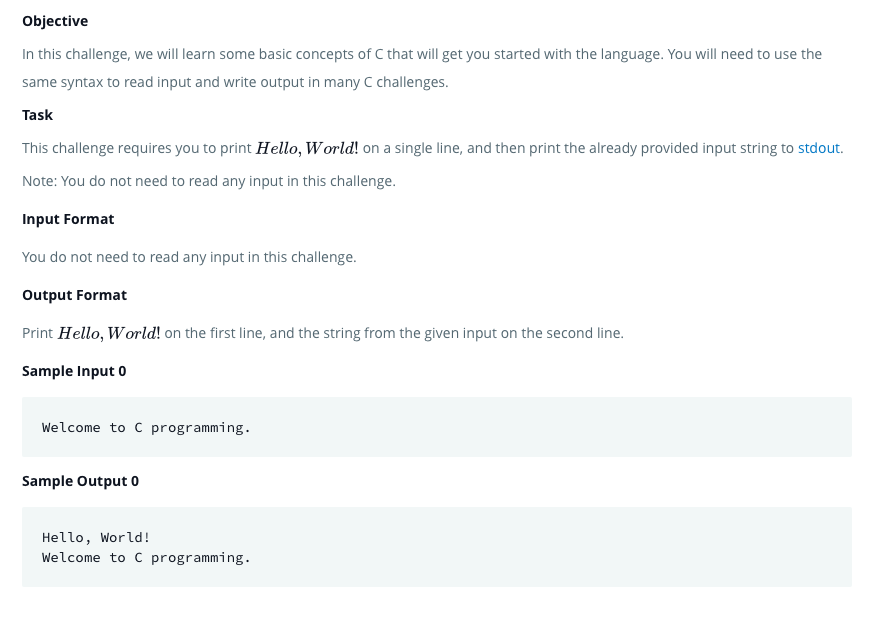 Objective
In this challenge, we will learn some basic concepts of C that will get you started with the language. You will need to use the
same syntax to read input and write output in many C challenges.
Task
This challenge requires you to print Hello, World! on a single line, and then print the already provided input string to stdout.
Note: You do not need to read any input in this challenge.
Input Format
You do not need to read any input in this challenge.
Output Format
Print Hello, World! on the first line, and the string from the given input on the second line.
Sample Input 0
Welcome to C programming.
Sample Output 0
Hello, World!
Welcome to C programming.